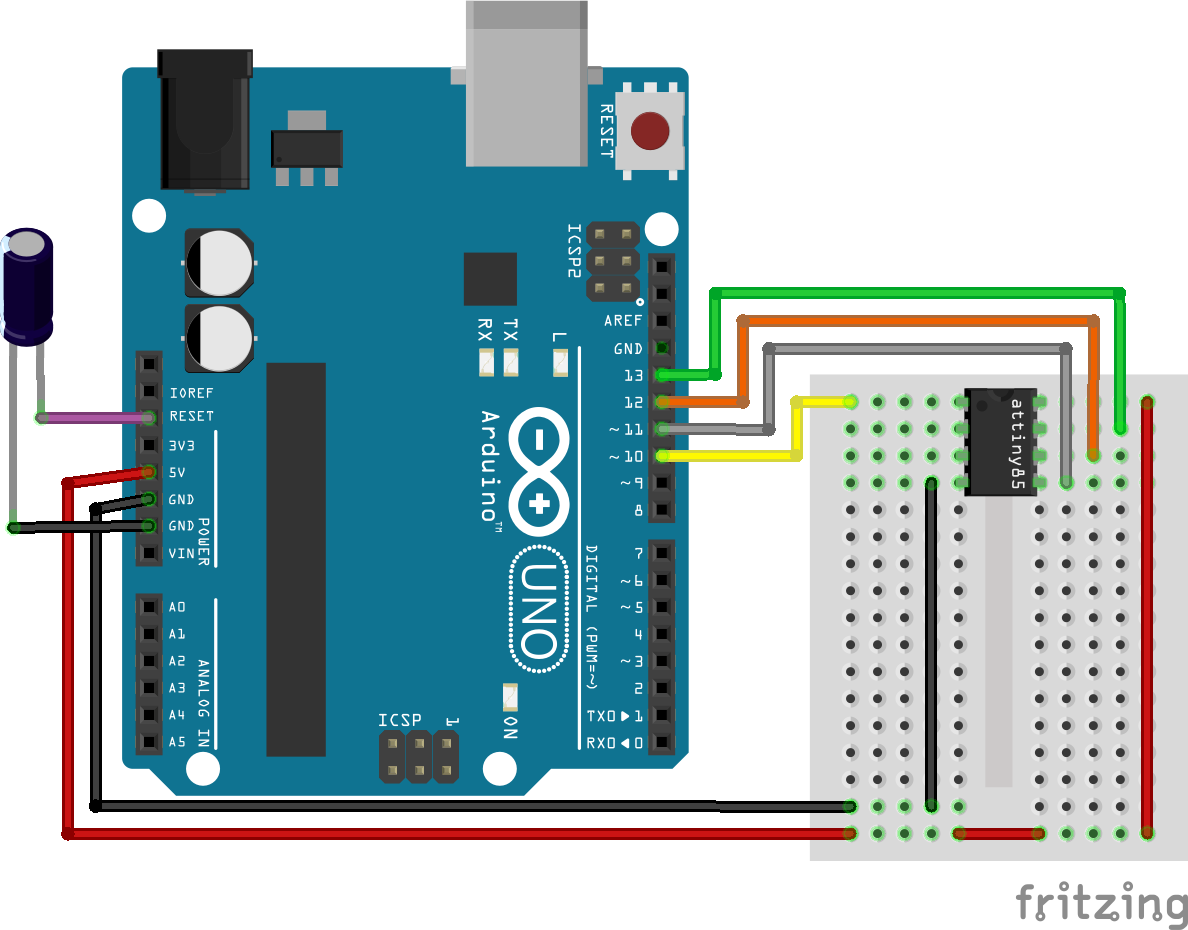 RESET
ICSP2
AREF
GND
13
12
~11
~10
~9
8
7
~6
~5
4
~3
2
TX0▶1
RX0◀0
RX
TX
L
IOREF
RESET
3V3
5V
GND
GND
VIN
POWER
A0
A1
A2
A3
A4
A5
ANALOG IN
Arduino™
UNO
DIGITAL (PWM=~)
ICSP
1
ON
attiny85
fritzing